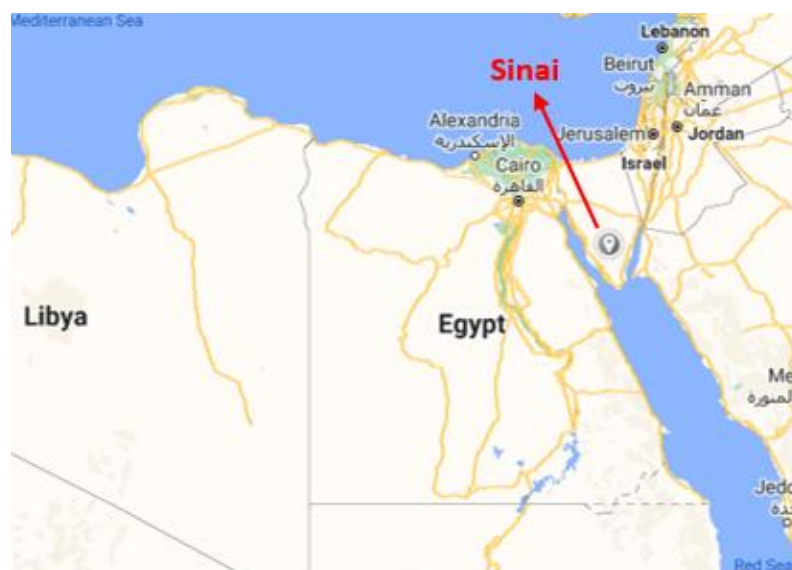 Mediterranean Sea
Lebanon
Sinai
Beirut
بيروت
Amman
عمان
Alexandria
الإسكندرية
Jerusalem
Jordan
Israel
Cairo
القاهرة
Libya
Egypt
Me
المنورة
Jedd
جدة
Red Sea